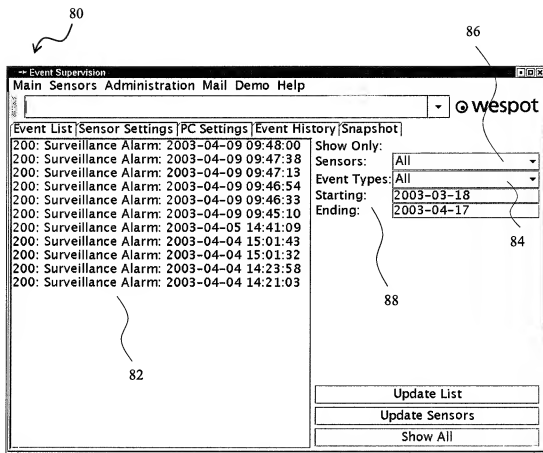 80
86
Event Supervision
Main Sensors Administration Mail Demo Help
wespot
Event List Sensor Settings PC Settings Event History Snapshot
200: Surveillance Alarm: 2003-04-09 09:48:00
200: Surveillance Alarm: 2003-04-09 09:47:38
200: Surveillance Alarm: 2003-04-09 09:47:13
200: Surveillance Alarm: 2003-04-09 09:46:54
200: Surveillance Alarm: 2003-04-09 09:46:33
200: Surveillance Alarm: 2003-04-09 09:45:10
200: Surveillance Alarm: 2003-04-05 14:41:09
200: Surveillance Alarm: 2003-04-04 15:01:43
200: Surveillance Alarm: 2003-04-04 15:01:32
200: Surveillance Alarm: 2003-04-04 14:23:58
200: Surveillance Alarm: 2003-04-04 14:21:03
Show Only:
Sensors: All
Event Types: All
Starting: 2003-03-18
Ending: 2003-04-17
84
88
82
Update List
Update Sensors
Show All